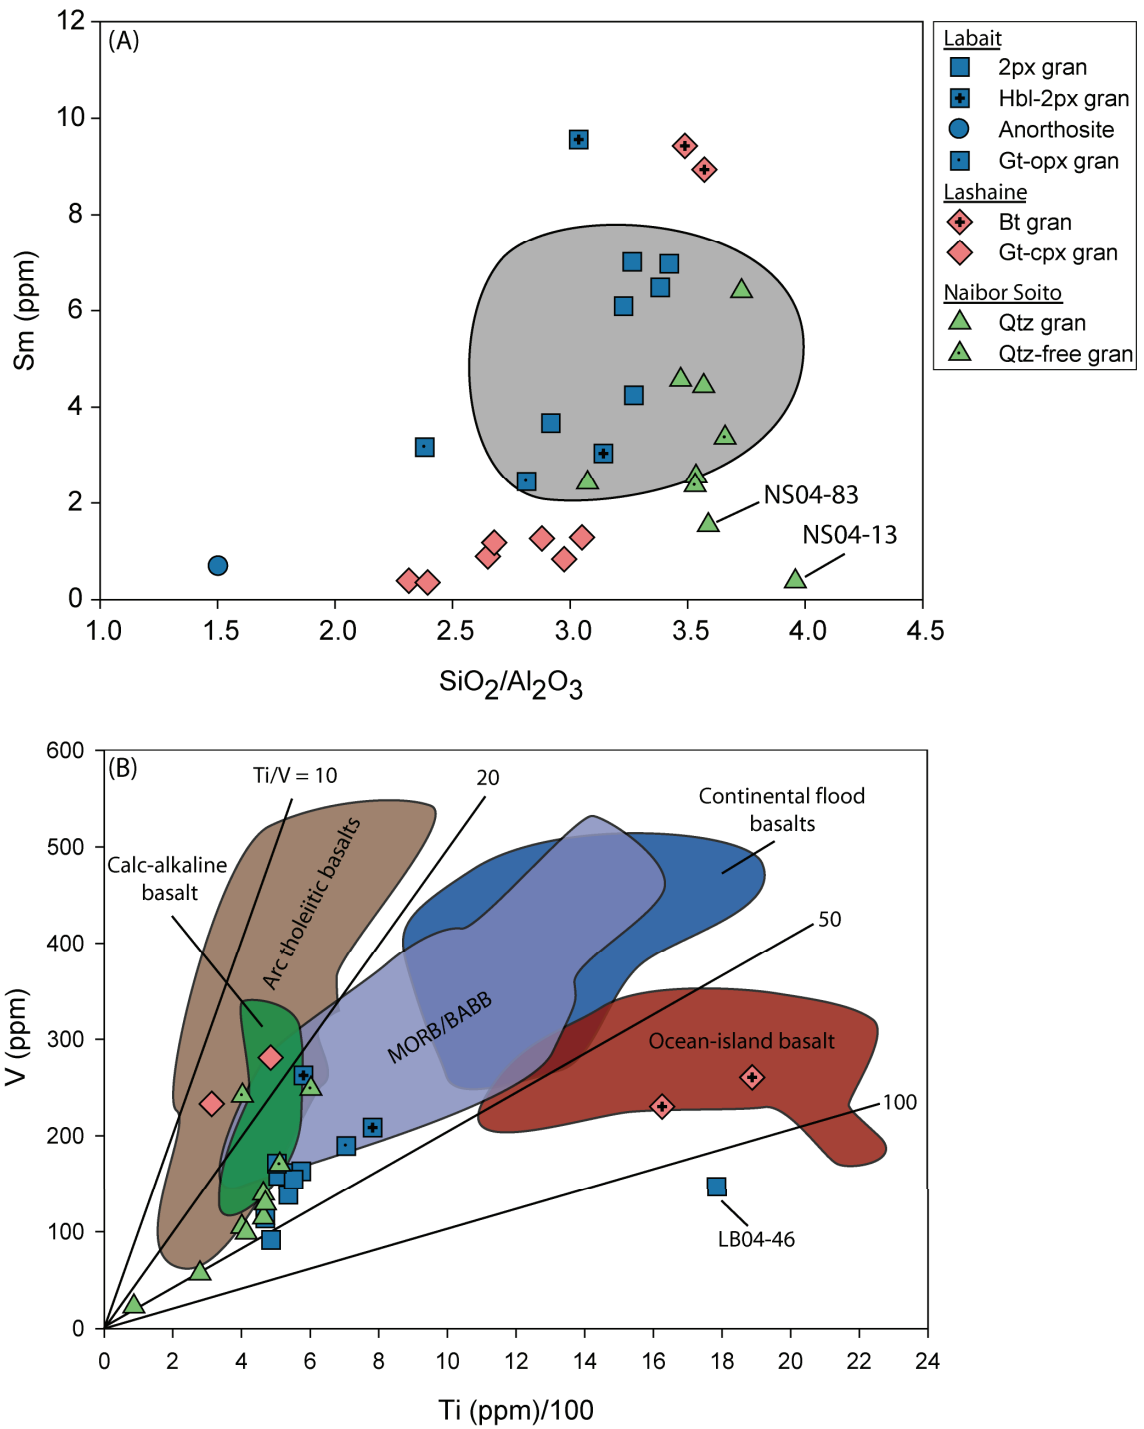 (A)
12
10
8
6
4
2
0
Sm (ppm)
1.0 1.5 2.0 2.5 3.0 3.5 4.0 4.5
SiO2/Al2O3
NS04-83
NS04-13
Labait
2px gran
Hbl-2px gran
Anorthosite
Gt-opx gran
Lashaine
Bt gran
Gt-cpx gran
Naibor Soito
Qtz gran
Qtz-free gran
(B)
600
500
400
300
200
100
0
V (ppm)
Ti/V = 10
20
50
100
Calc-alkaline
basalt
Arc tholeiitic basalts
MORB/BABB
Continental flood
basalts
Ocean-island basalt
LB04-46
0 2 4 6 8 10 12 14 16 18 20 22 24
Ti (ppm)/100